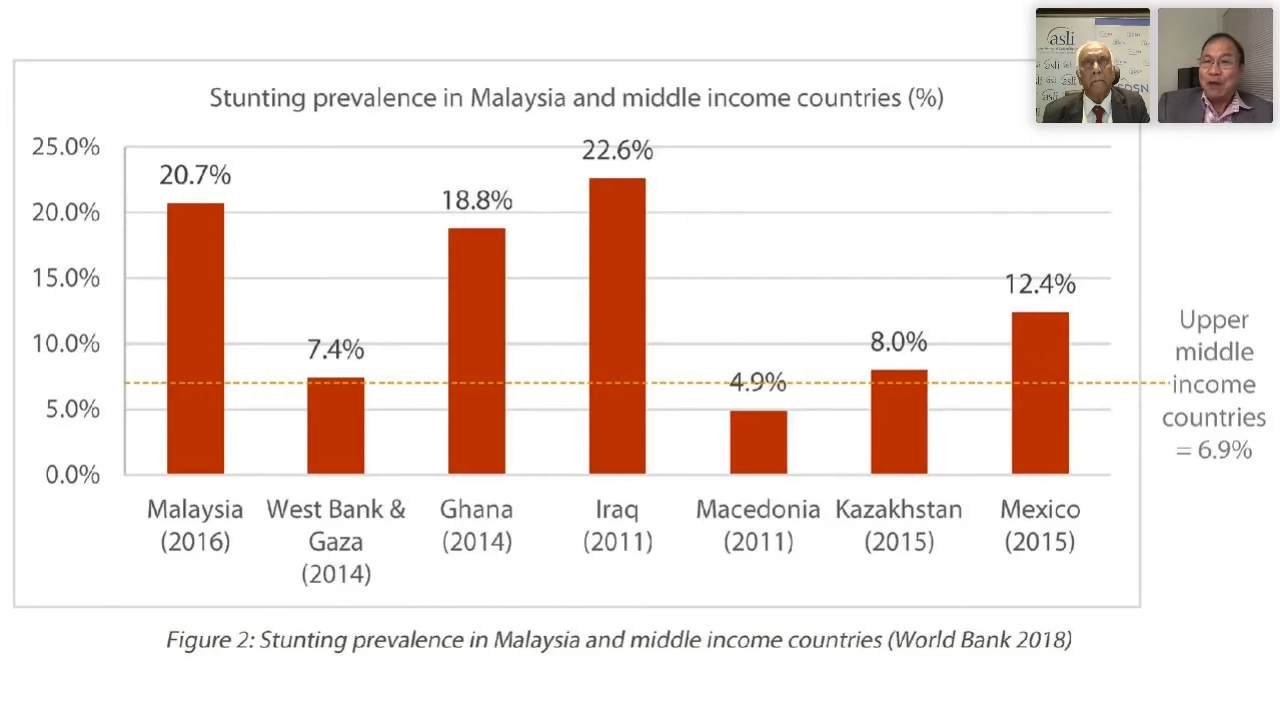 Stunting prevalence in Malaysia and middle income countries (%)
25.0%
20.0%
15.0%
10.0%
5.0%
0.0%
20.7%
7.4%
18.8%
22.6%
4.9%
8.0%
12.4%
Malaysia
(2016)
West Bank &
Gaza
(2014)
Ghana
(2014)
Iraq
(2011)
Macedonia
(2011)
Kazakhstan
(2015)
Mexico
(2015)
Upper
middle
income
countries
= 6.9%
Figure 2: Stunting prevalence in Malaysia and middle income countries (World Bank 2018)
asli